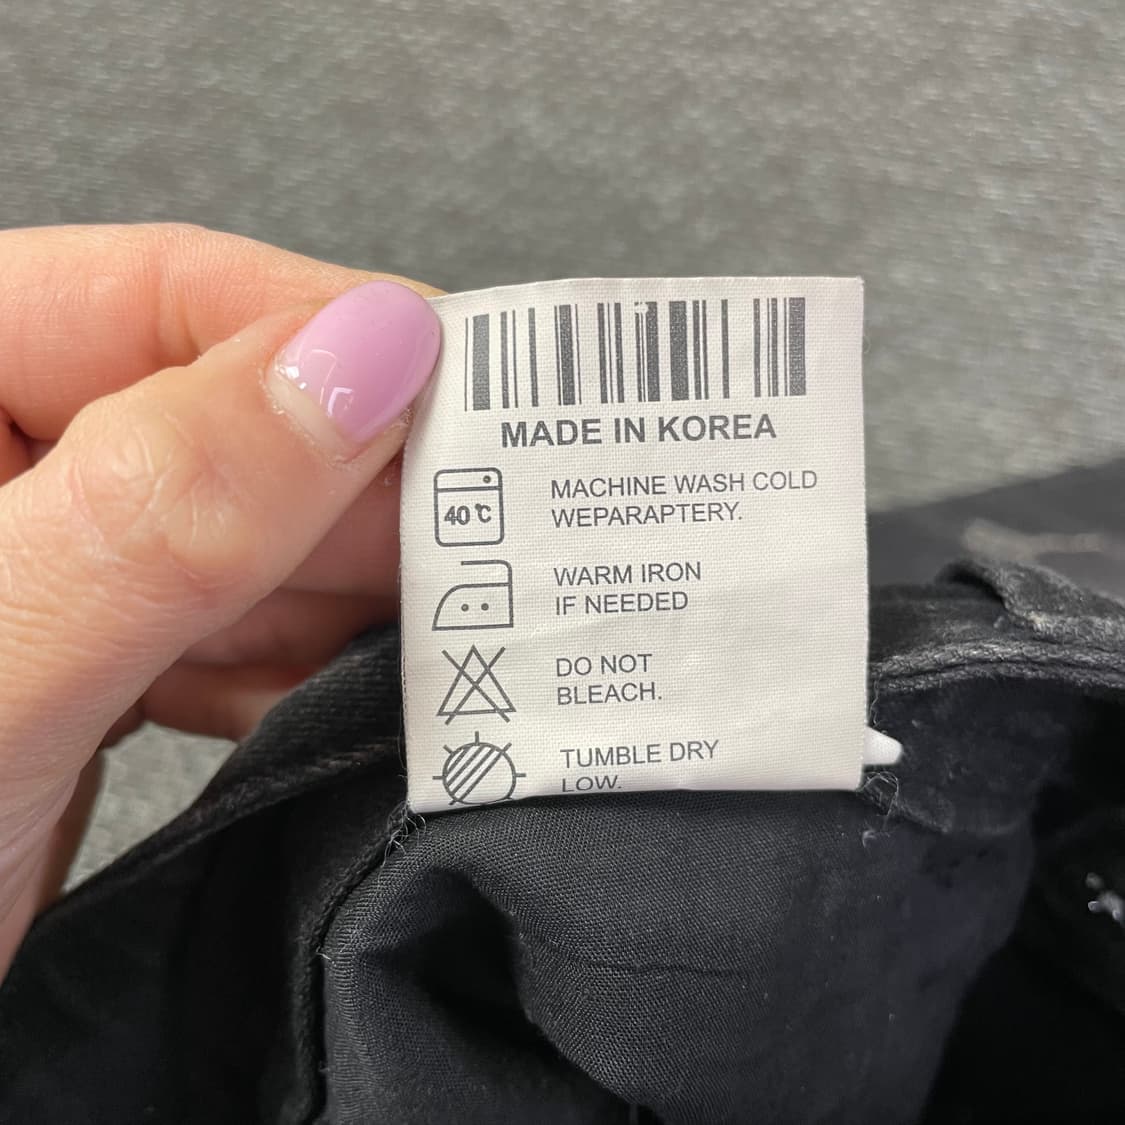 MADE IN KOREA
40℃
MACHINE WASH COLD
WEPARAPTERY.
WARM IRON
IF NEEDED
DO NOT
BLEACH.
TUMBLE DRY
LOW.